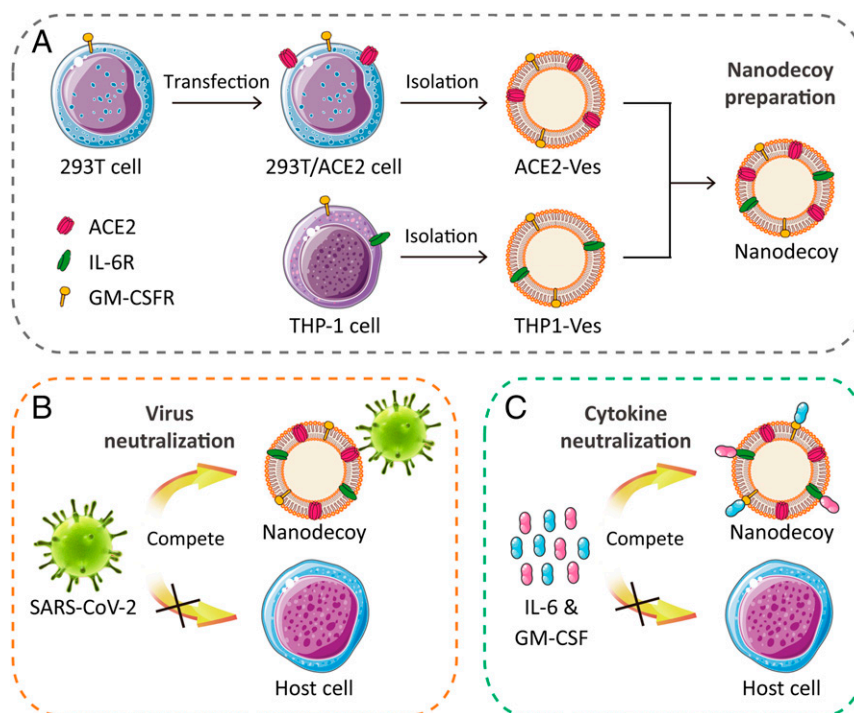 A
Transfection
Isolation
Nanodecoy
preparation
293T cell
293T/ACE2 cell
ACE2-Ves
ACE2
IL-6R
GM-CSFR
Isolation
Nanodecoy
THP-1 cell
THP1-Ves
B
Virus
neutralization
Nanodecoy
Compete
SARS-CoV-2
Host cell
C
Cytokine
neutralization
Nanodecoy
Compete
IL-6 &
GM-CSF
Host cell